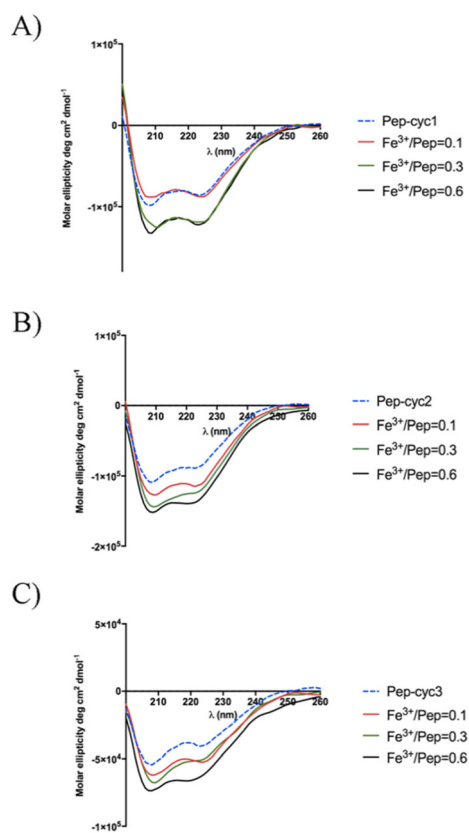 A)
1×10⁵
0
-1×10⁵
210 220 230 240 250 260
λ (nm)
Molar ellipticity deg cm² dmol⁻¹
Pep-cyc1
Fe³⁺/Pep=0.1
Fe³⁺/Pep=0.3
Fe³⁺/Pep=0.6
B)
1×10⁵
0
-1×10⁵
-2×10⁵
210 220 230 240 250 260
λ (nm)
Molar ellipticity deg cm² dmol⁻¹
Pep-cyc2
Fe³⁺/Pep=0.1
Fe³⁺/Pep=0.3
Fe³⁺/Pep=0.6
C)
5×10⁴
0
-5×10⁴
-1×10⁵
210 220 230 240 250 260
λ (nm)
Molar ellipticity deg cm² dmol⁻¹
Pep-cyc3
Fe³⁺/Pep=0.1
Fe³⁺/Pep=0.3
Fe³⁺/Pep=0.6